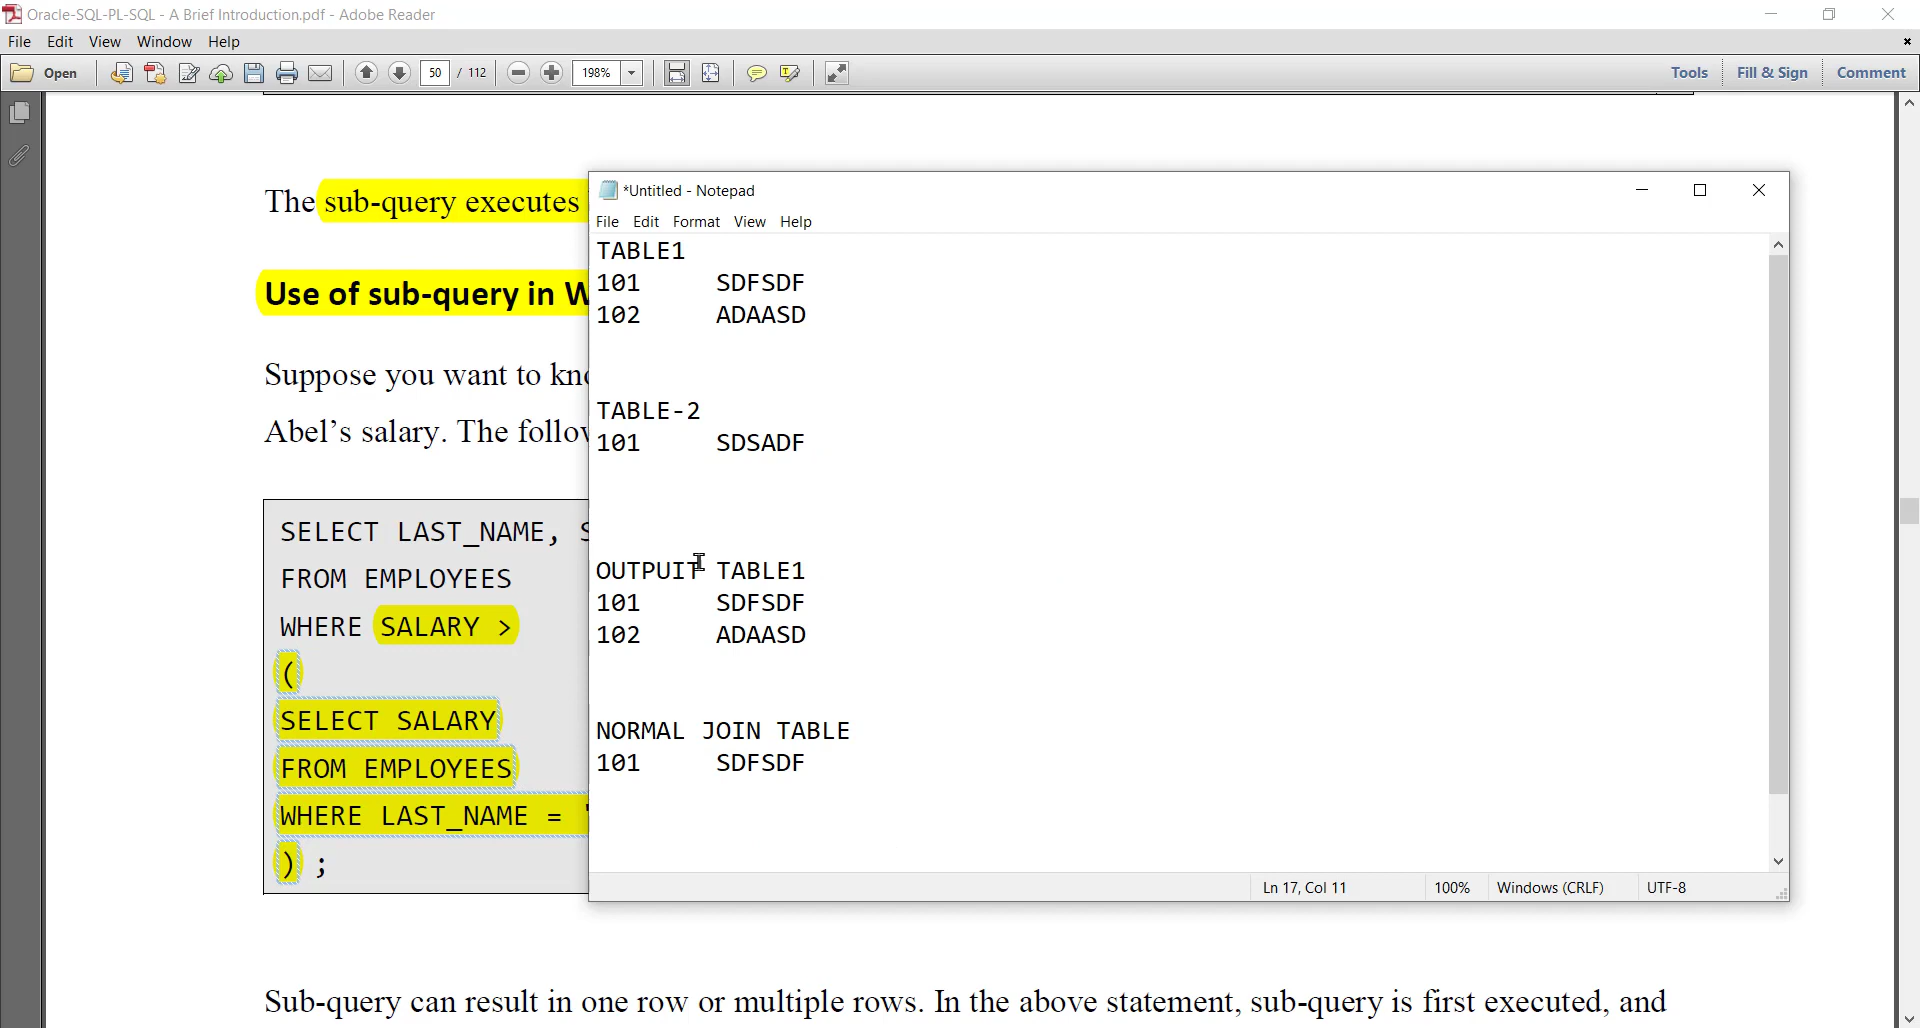 Oracle-SQL-PL-SQL - A Brief Introduction.pdf - Adobe Reader
File Edit View Window Help
Open 50 / 112 198% Tools Fill & Sign Comment
The sub-query executes
Use of sub-query in W
Suppose you want to kno
Abel’s salary. The follow
SELECT LAST_NAME, S
FROM EMPLOYEES
WHERE SALARY >
(
SELECT SALARY
FROM EMPLOYEES
WHERE LAST_NAME = '
) ;
Sub-query can result in one row or multiple rows. In the above statement, sub-query is first executed, and
*Untitled - Notepad
File Edit Format View Help
TABLE1
101 SDFSDF
102 ADAASD
TABLE-2
101 SDSADF
OUTPUIT TABLE1
101 SDFSDF
102 ADAASD
NORMAL JOIN TABLE
101 SDFSDF
Ln 17, Col 11 100% Windows (CRLF) UTF-8